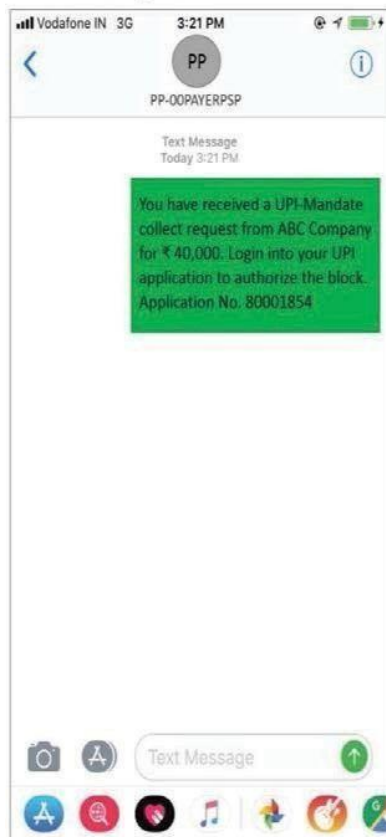 Vodafone IN 3G 3:21 PM
PP
PP-00PAYERPSP
Text Message
Today 3:21 PM
You have received a UPI-Mandate
collect request from ABC Company
for ₹ 40,000. Login into your UPI
application to authorize the block.
Application No. 80001854
Text Message
G